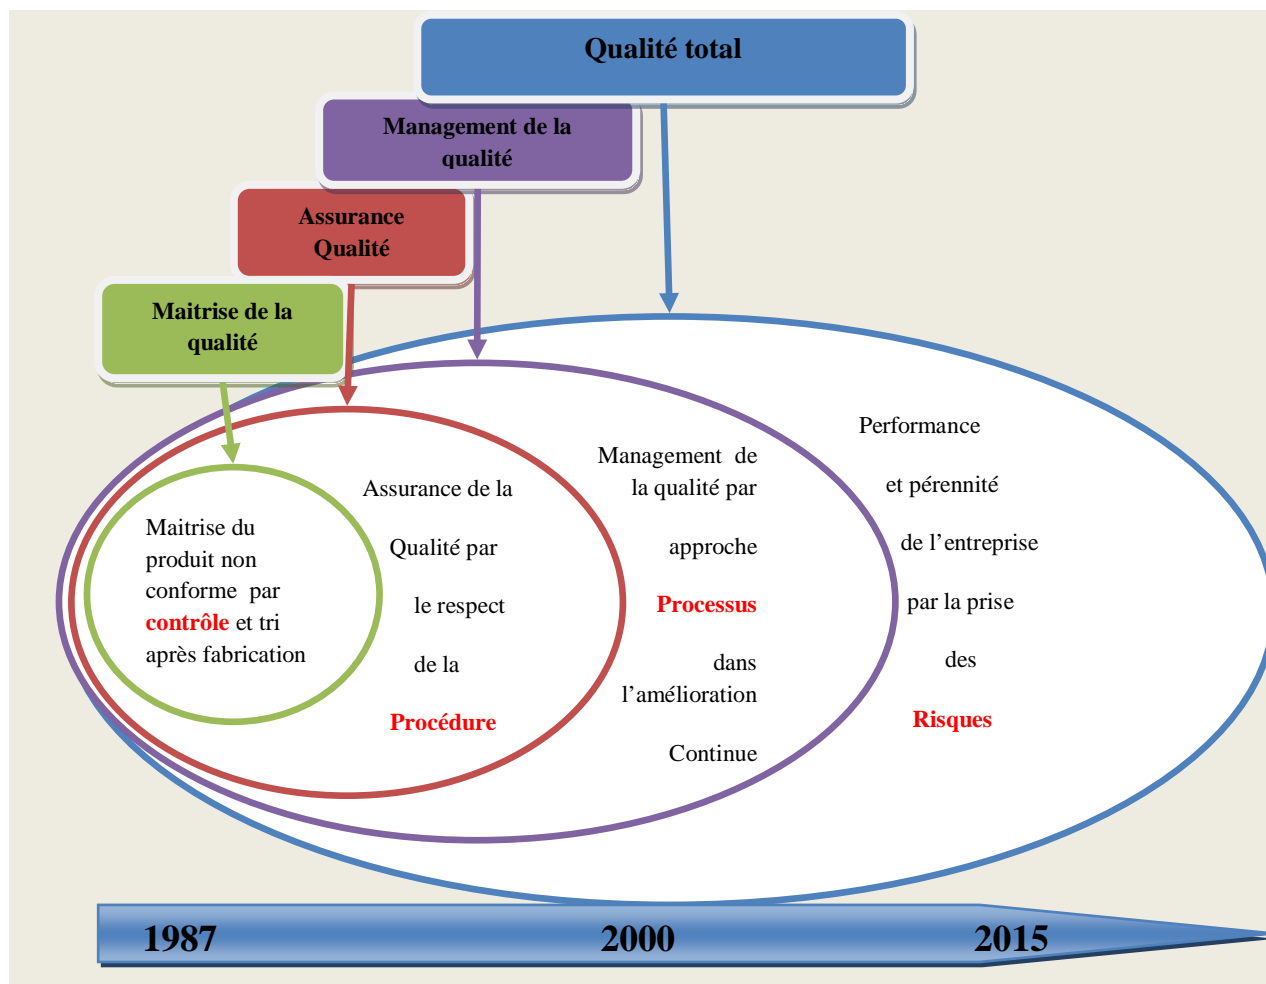 Qualité total
Management de la
qualité
Assurance
Qualité
Maitrise de la
qualité
Maitrise du
produit non
conforme par
contrôle et tri
après fabrication
Assurance de la
Qualité par
le respect
de la
Procédure
Management de
la qualité par
approche
Processus
dans
l’amélioration
Continue
Performance
et pérennité
de l’entreprise
par la prise
des
Risques
1987
2000
2015